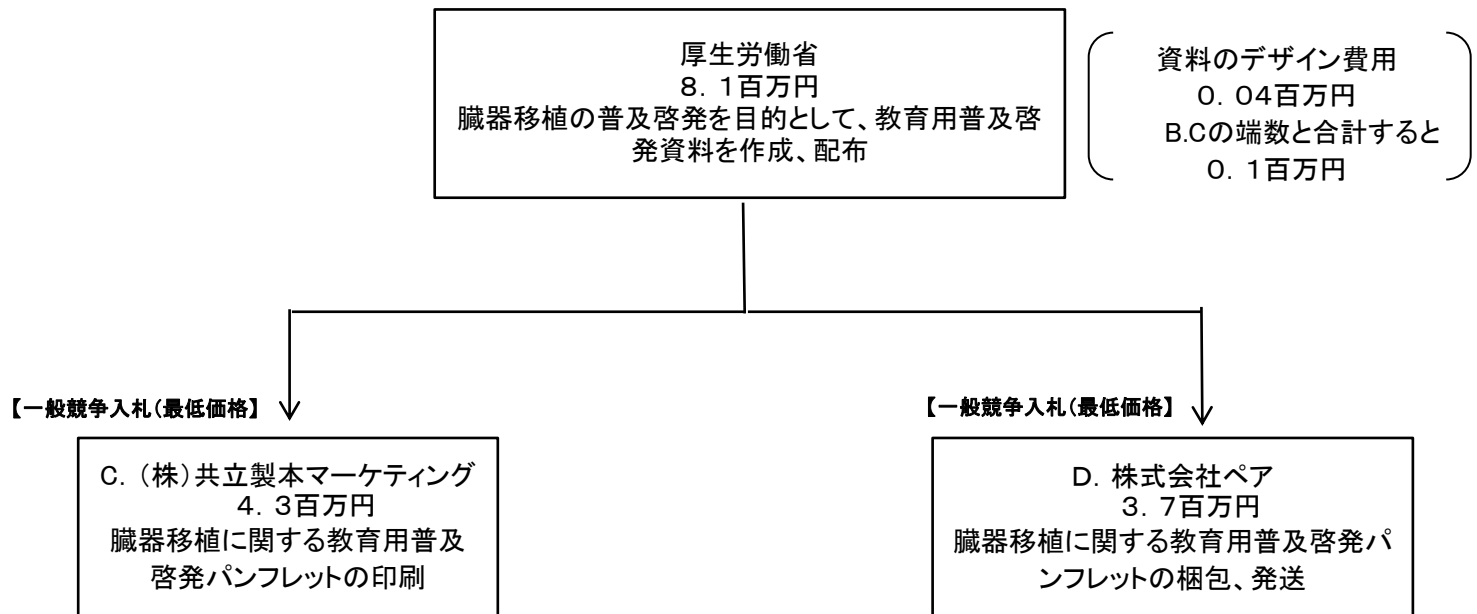 厚生労働省
８．１百万円
臓器移植の普及啓発を目的として、教育用普及啓
発資料を作成、配布
資料のデザイン費用
０．０４百万円
B.Cの端数と合計すると
０．１百万円
【一般競争入札（最低価格】
【一般競争入札（最低価格】
C．（株）共立製本マーケティング
４．３百万円
臓器移植に関する教育用普及
啓発パンフレットの印刷
D．株式会社ペア
３．７百万円
臓器移植に関する教育用普及啓発パ
ンフレットの梱包、発送